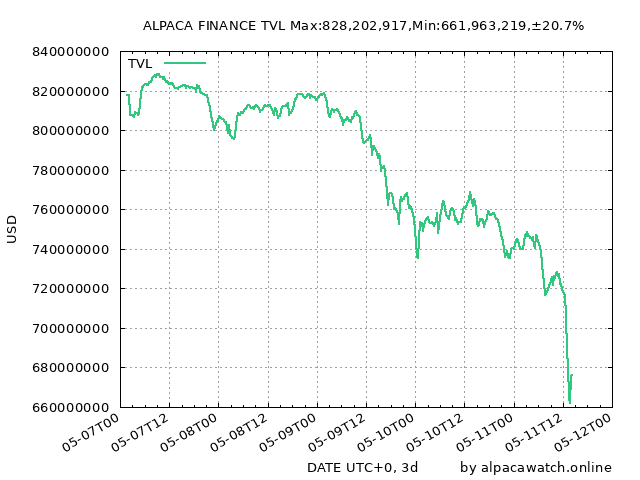 ALPACA FINANCE TVL Max:828,202,917,Min:661,963,219,±20.7%
TVL
840000000
820000000
800000000
780000000
760000000
740000000
720000000
700000000
680000000
660000000
USD
05-07T00
05-07T12
05-08T00
05-08T12
05-09T00
05-09T12
05-10T00
05-10T12
05-11T00
05-11T12
05-12T00
DATE UTC+0, 3d
by alpacawatch.online